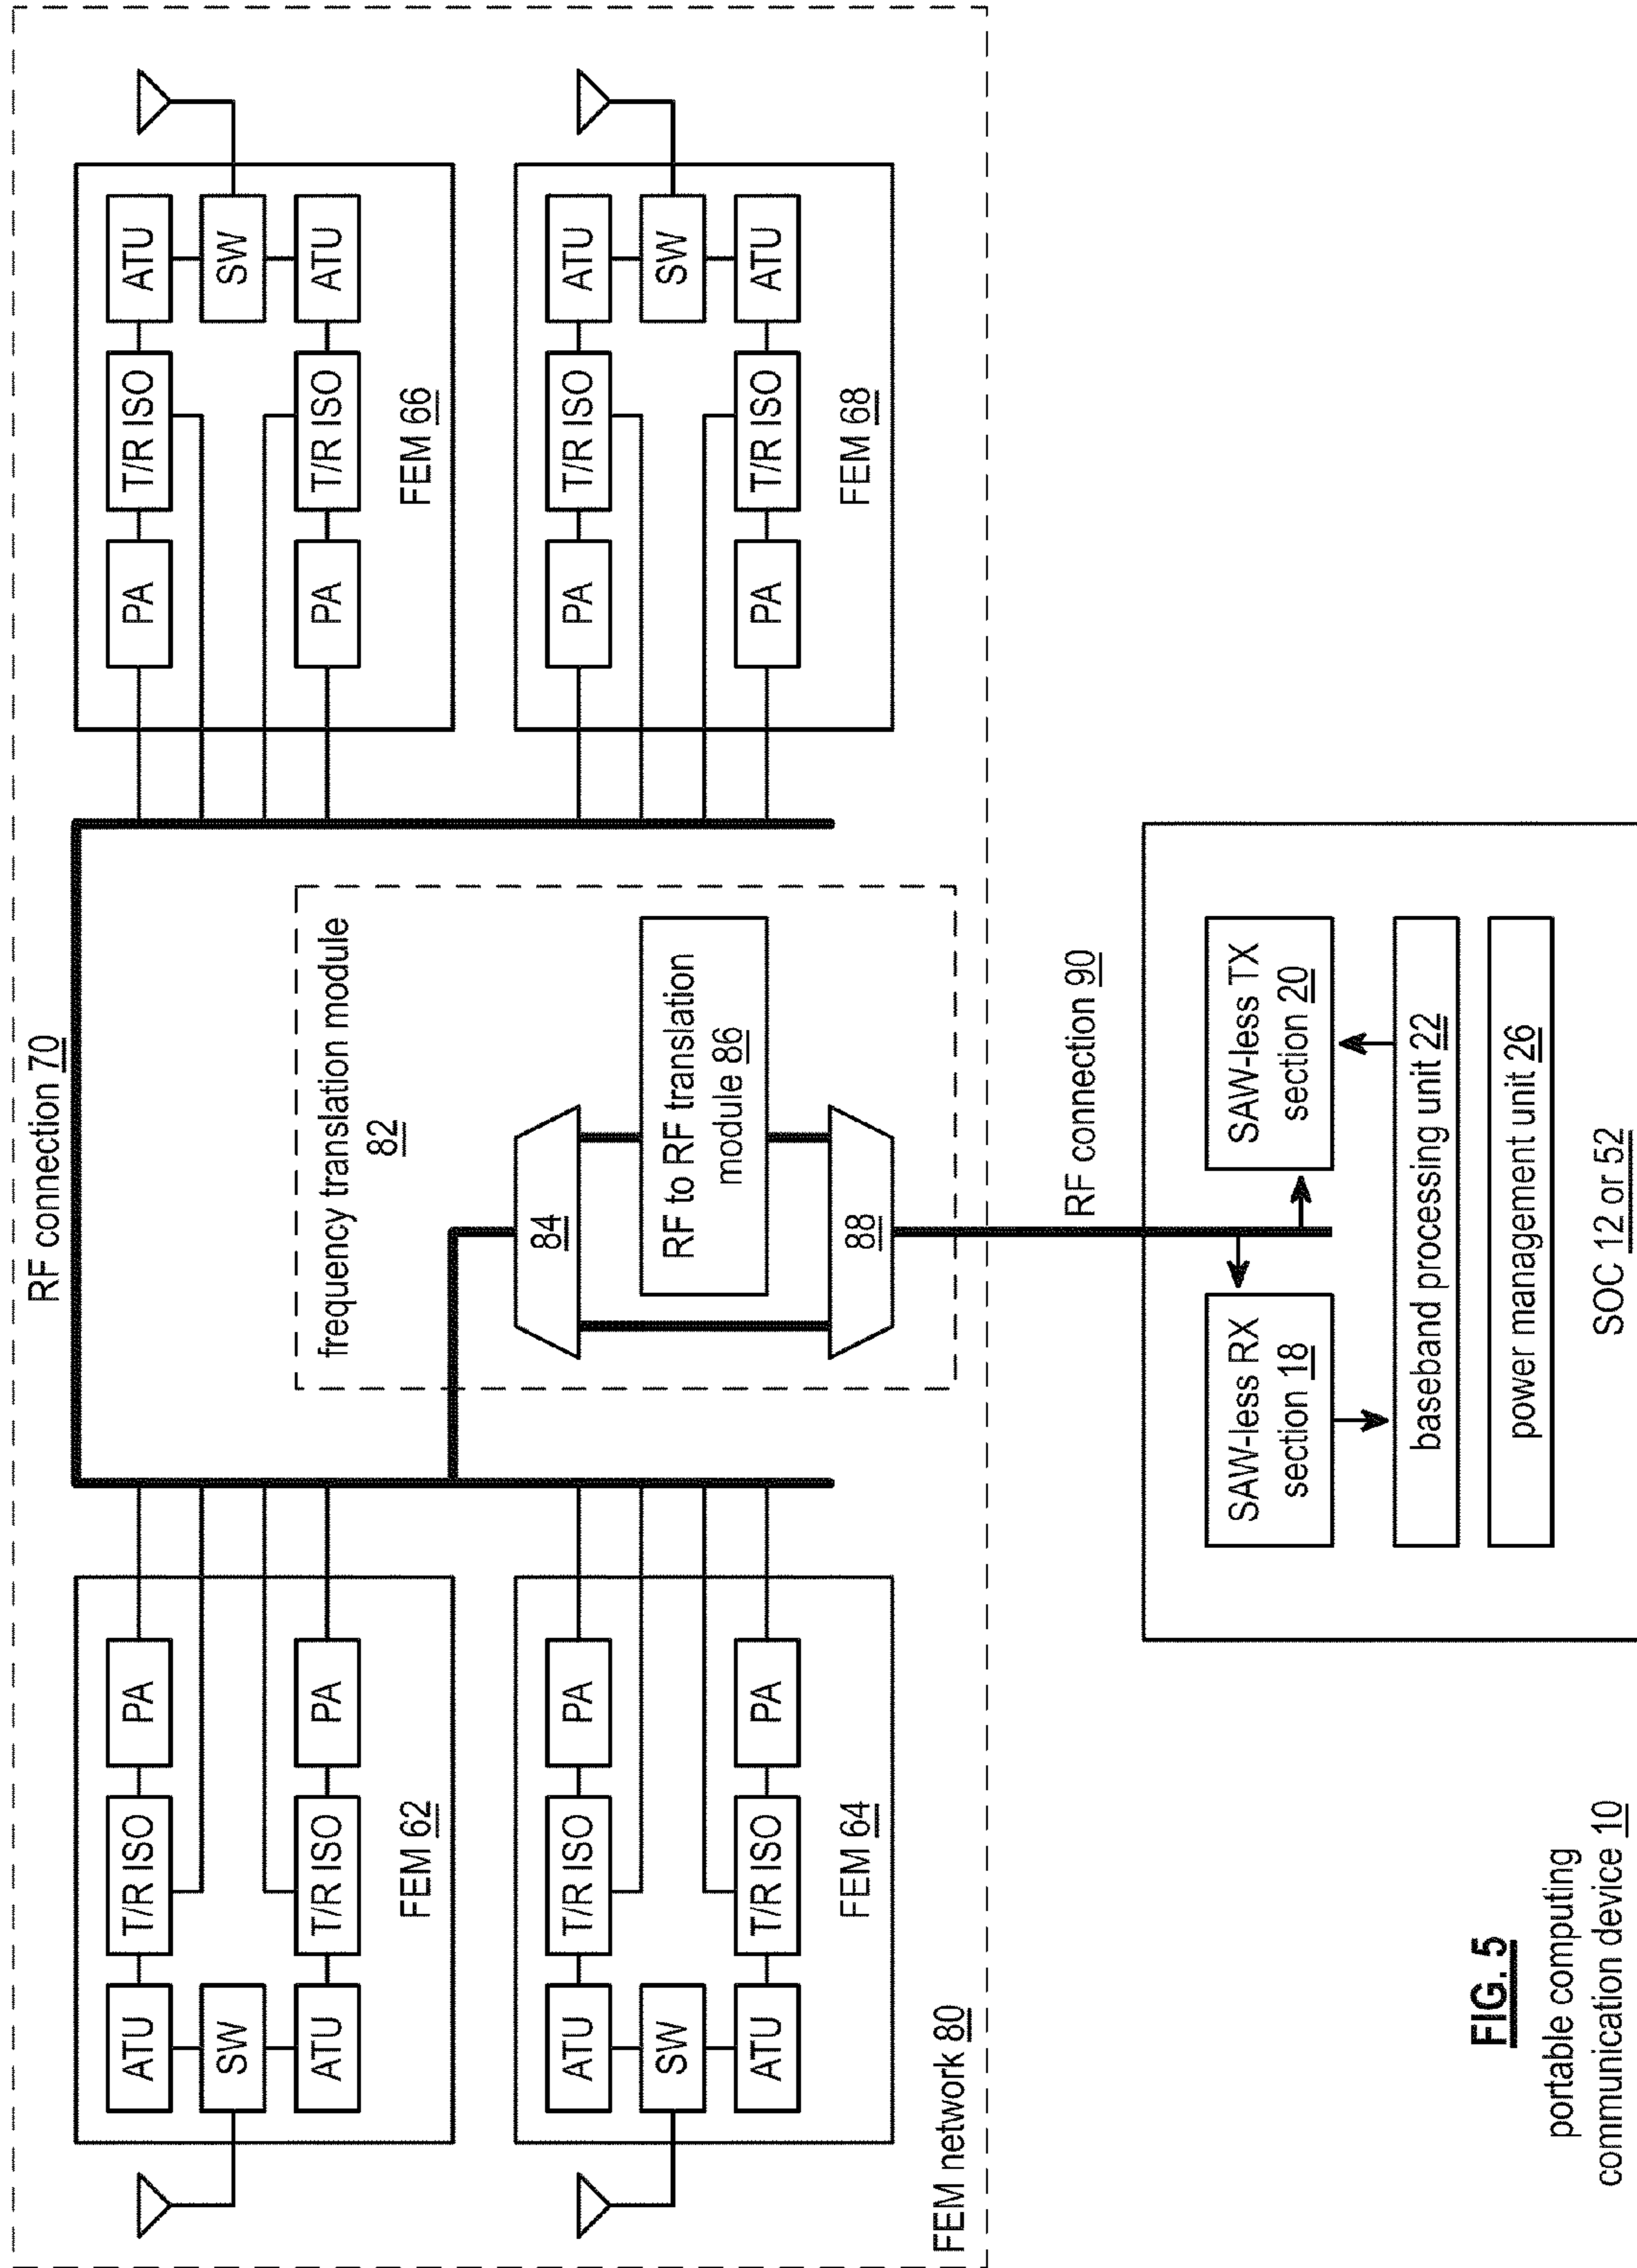 RF connection 70
ATU
T/R ISO
PA
SW
ATU
T/R ISO
PA
FEM 62
PA
T/R ISO
ATU
SW
PA
T/R ISO
ATU
FEM 66
frequency translation module
82
84
RF to RF translation
module 86
88
ATU
T/R ISO
PA
SW
ATU
T/R ISO
PA
FEM 64
PA
T/R ISO
ATU
SW
PA
T/R ISO
ATU
FEM 68
FEM network 80
RF connection 90
SAW-less RX
section 18
SAW-less TX
section 20
baseband processing unit 22
power management unit 26
SOC 12 or 52
FIG. 5
portable computing
communication device 10